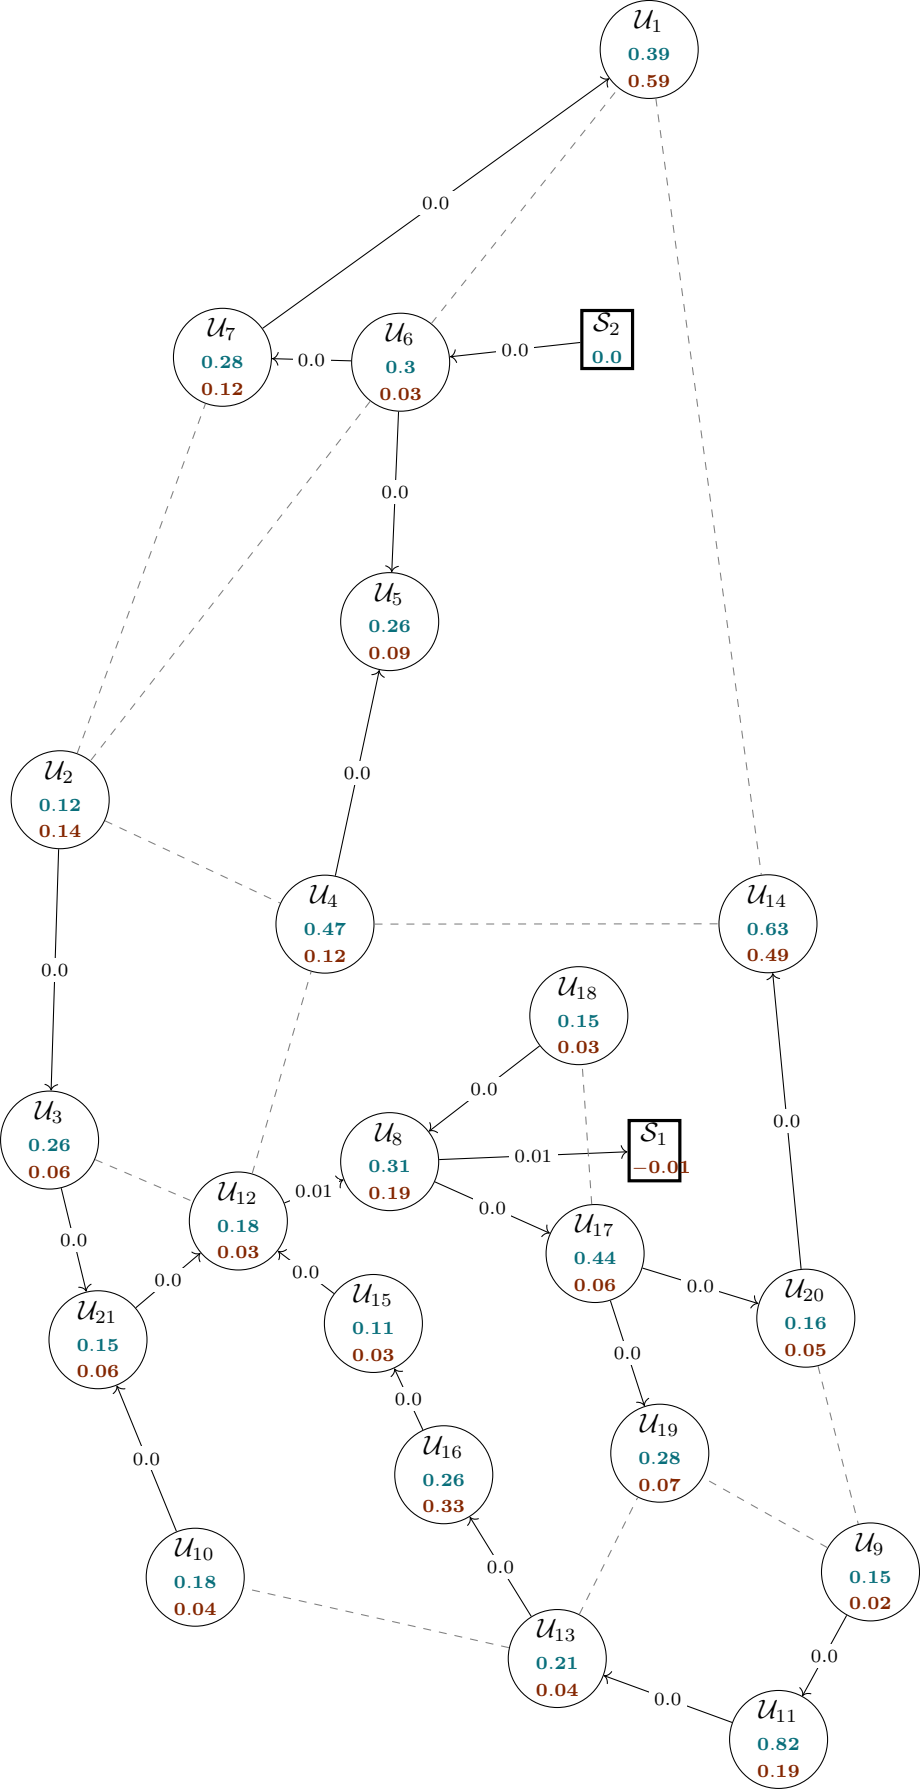 𝒰₁
0.39
0.59
0.0
𝒰₇
0.28
0.12
0.0
𝒰₆
0.3
0.03
0.0
𝒮₂
0.0
0.0
𝒰₅
0.26
0.09
0.0
𝒰₂
0.12
0.14
𝒰₄
0.47
0.12
𝒰₁₄
0.63
0.49
0.0
𝒰₁₈
0.15
0.03
0.0
𝒰₃
0.26
0.06
𝒰₈
0.31
0.19
0.01
𝒮₁
−0.01
0.0
𝒰₁₂
0.18
0.03
0.01
0.0
𝒰₁₇
0.44
0.06
0.0
0.0
0.0
0.0
𝒰₂₁
0.15
0.06
𝒰₁₅
0.11
0.03
𝒰₂₀
0.16
0.05
0.0
0.0
𝒰₁₆
0.26
0.33
𝒰₁₉
0.28
0.07
0.0
𝒰₁₀
0.18
0.04
0.0
𝒰₉
0.15
0.02
𝒰₁₃
0.21
0.04
0.0
0.0
𝒰₁₁
0.82
0.19